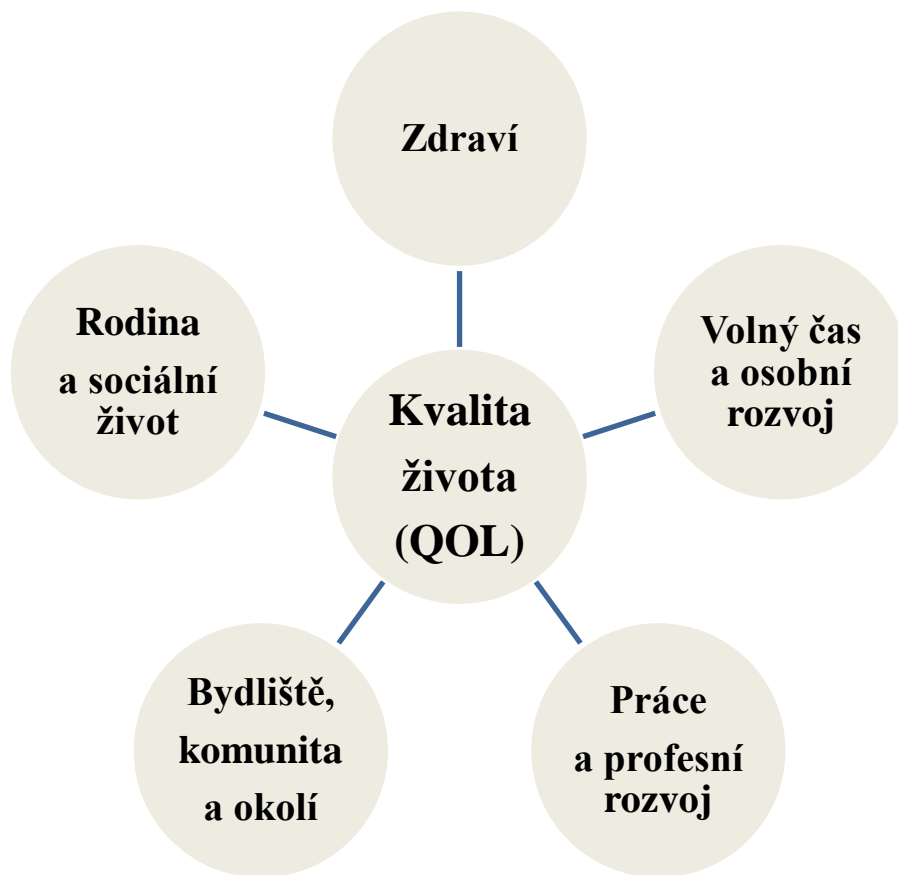 Zdraví
Rodina
a sociální
život
Volný čas
a osobní
rozvoj
Kvalita
života
(QOL)
Bydliště,
komunita
a okolí
Práce
a profesní
rozvoj